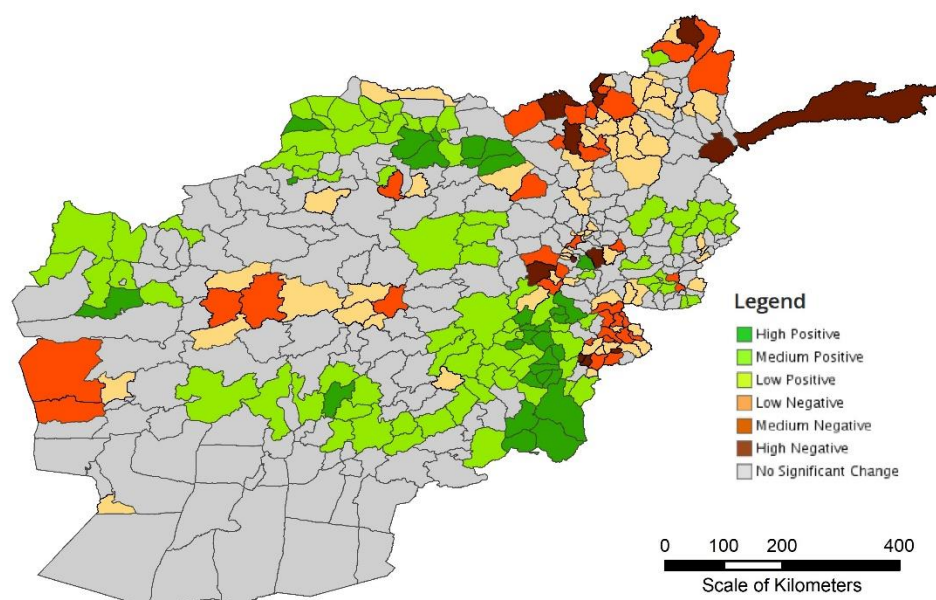 Legend
High Positive
Medium Positive
Low Positive
Low Negative
Medium Negative
High Negative
No Significant Change
0 100 200 400
Scale of Kilometers